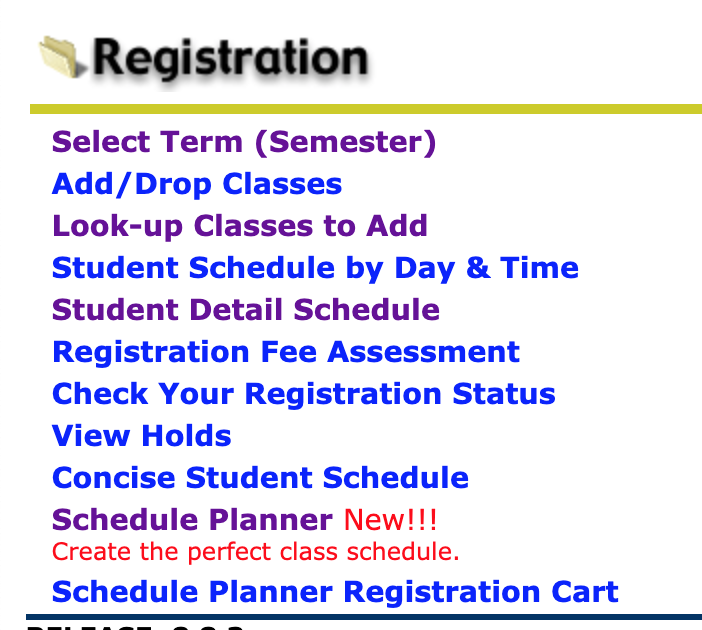 Registration
Select Term (Semester)
Add/Drop Classes
Look-up Classes to Add
Student Schedule by Day & Time
Student Detail Schedule
Registration Fee Assessment
Check Your Registration Status
View Holds
Concise Student Schedule
Schedule Planner New!!!
Create the perfect class schedule.
Schedule Planner Registration Cart
RELEASE: